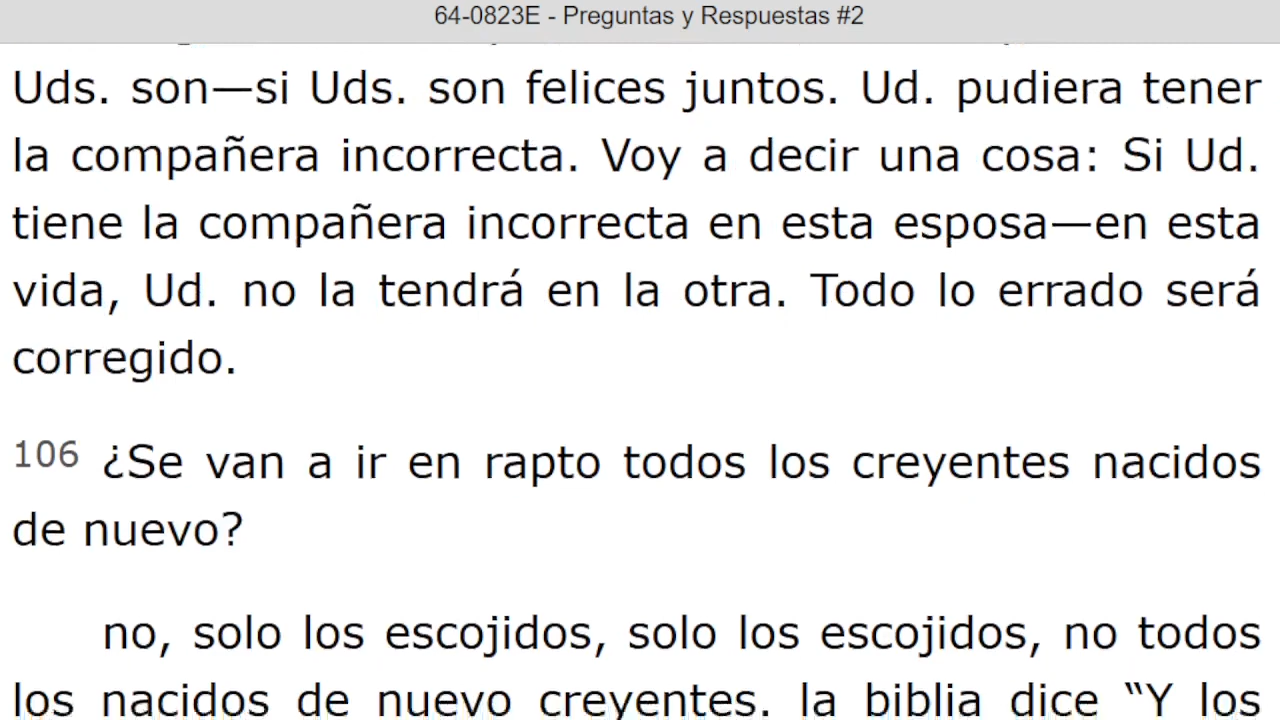 64-0823E - Preguntas y Respuestas #2
Uds. son—si Uds. son felices juntos. Ud. pudiera tener
la compañera incorrecta. Voy a decir una cosa: Si Ud.
tiene la compañera incorrecta en esta esposa—en esta
vida, Ud. no la tendrá en la otra. Todo lo errado será
corregido.
106 ¿Se van a ir en rapto todos los creyentes nacidos
de nuevo?
no, solo los escojidos, solo los escojidos, no todos
los nacidos de nuevo creyentes. la biblia dice “Y los